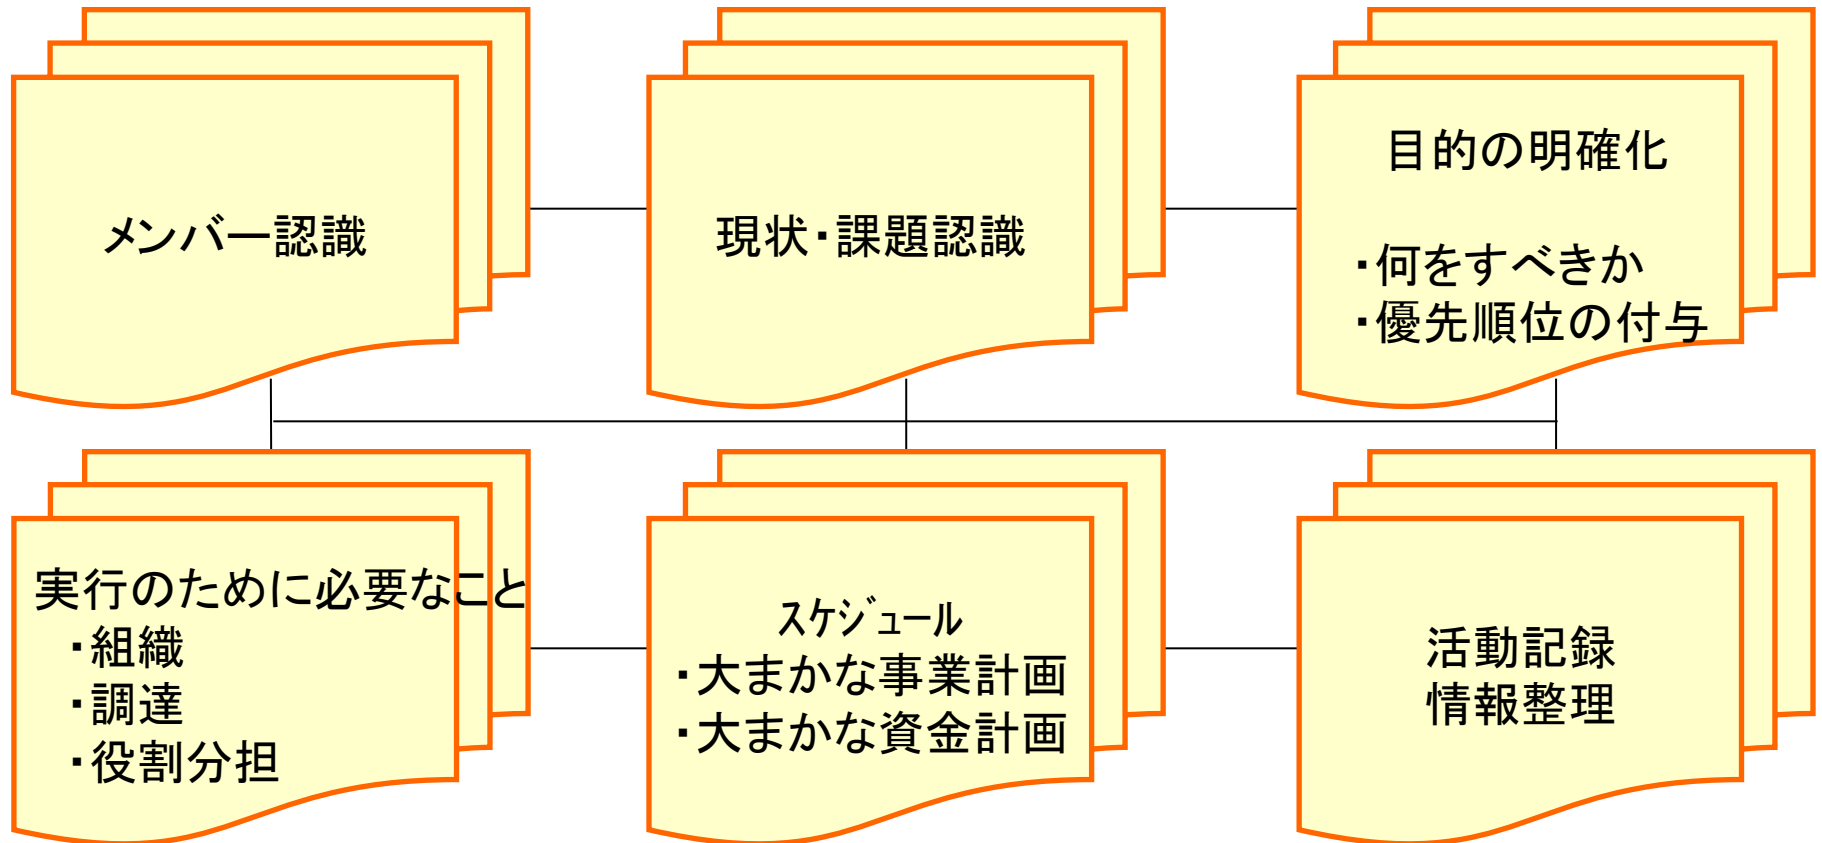 メンバー認識
現状・課題認識
目的の明確化
・何をすべきか
・優先順位の付与
実行のために必要なこと
・組織
・調達
・役割分担
ｽｹｼﾞｭｰﾙ
・大まかな事業計画
・大まかな資金計画
活動記録
情報整理